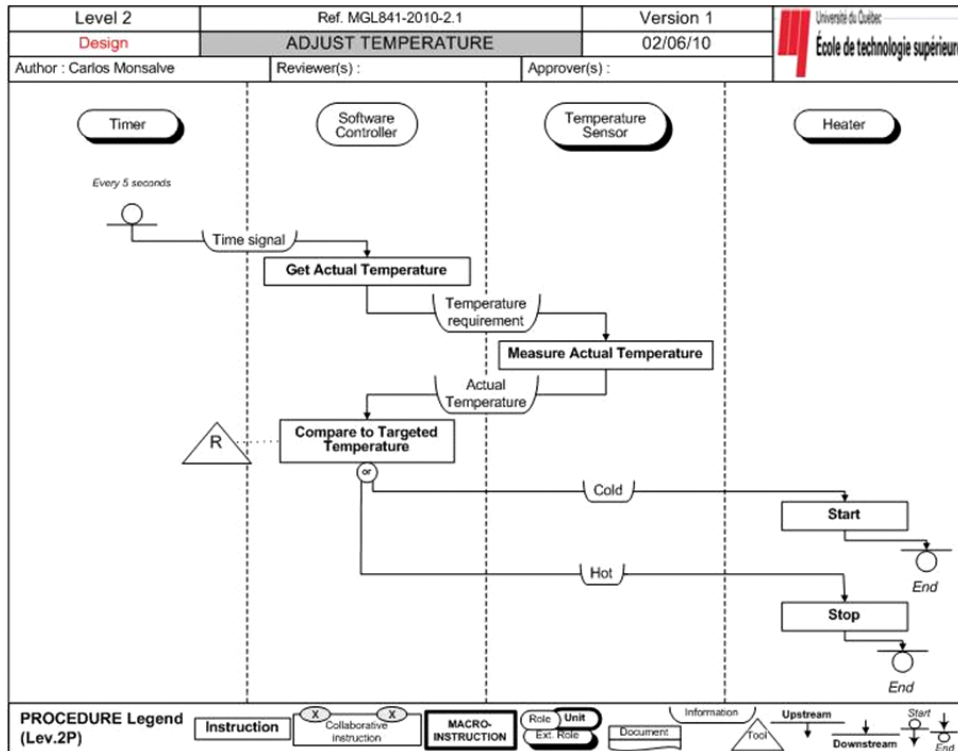 Level 2
Ref. MGL841-2010-2.1
Version 1
Université du Québec
École de technologie supérieure
Design
ADJUST TEMPERATURE
02/06/10
Author : Carlos Monsalve
Reviewer(s) :
Approver(s) :
Timer
Software
Controller
Temperature
Sensor
Heater
Every 5 seconds
Time signal
Get Actual Temperature
Temperature
requirement
Measure Actual Temperature
Actual
Temperature
R
Compare to Targeted
Temperature
or
Cold
Start
End
Hot
Stop
End
PROCEDURE Legend
(Lev.2P)
Instruction
X
X
Collaborative
instruction
MACRO-
INSTRUCTION
Role
Unit
Ext. Role
Document
Information
Tool
Upstream
Downstream
Start
End